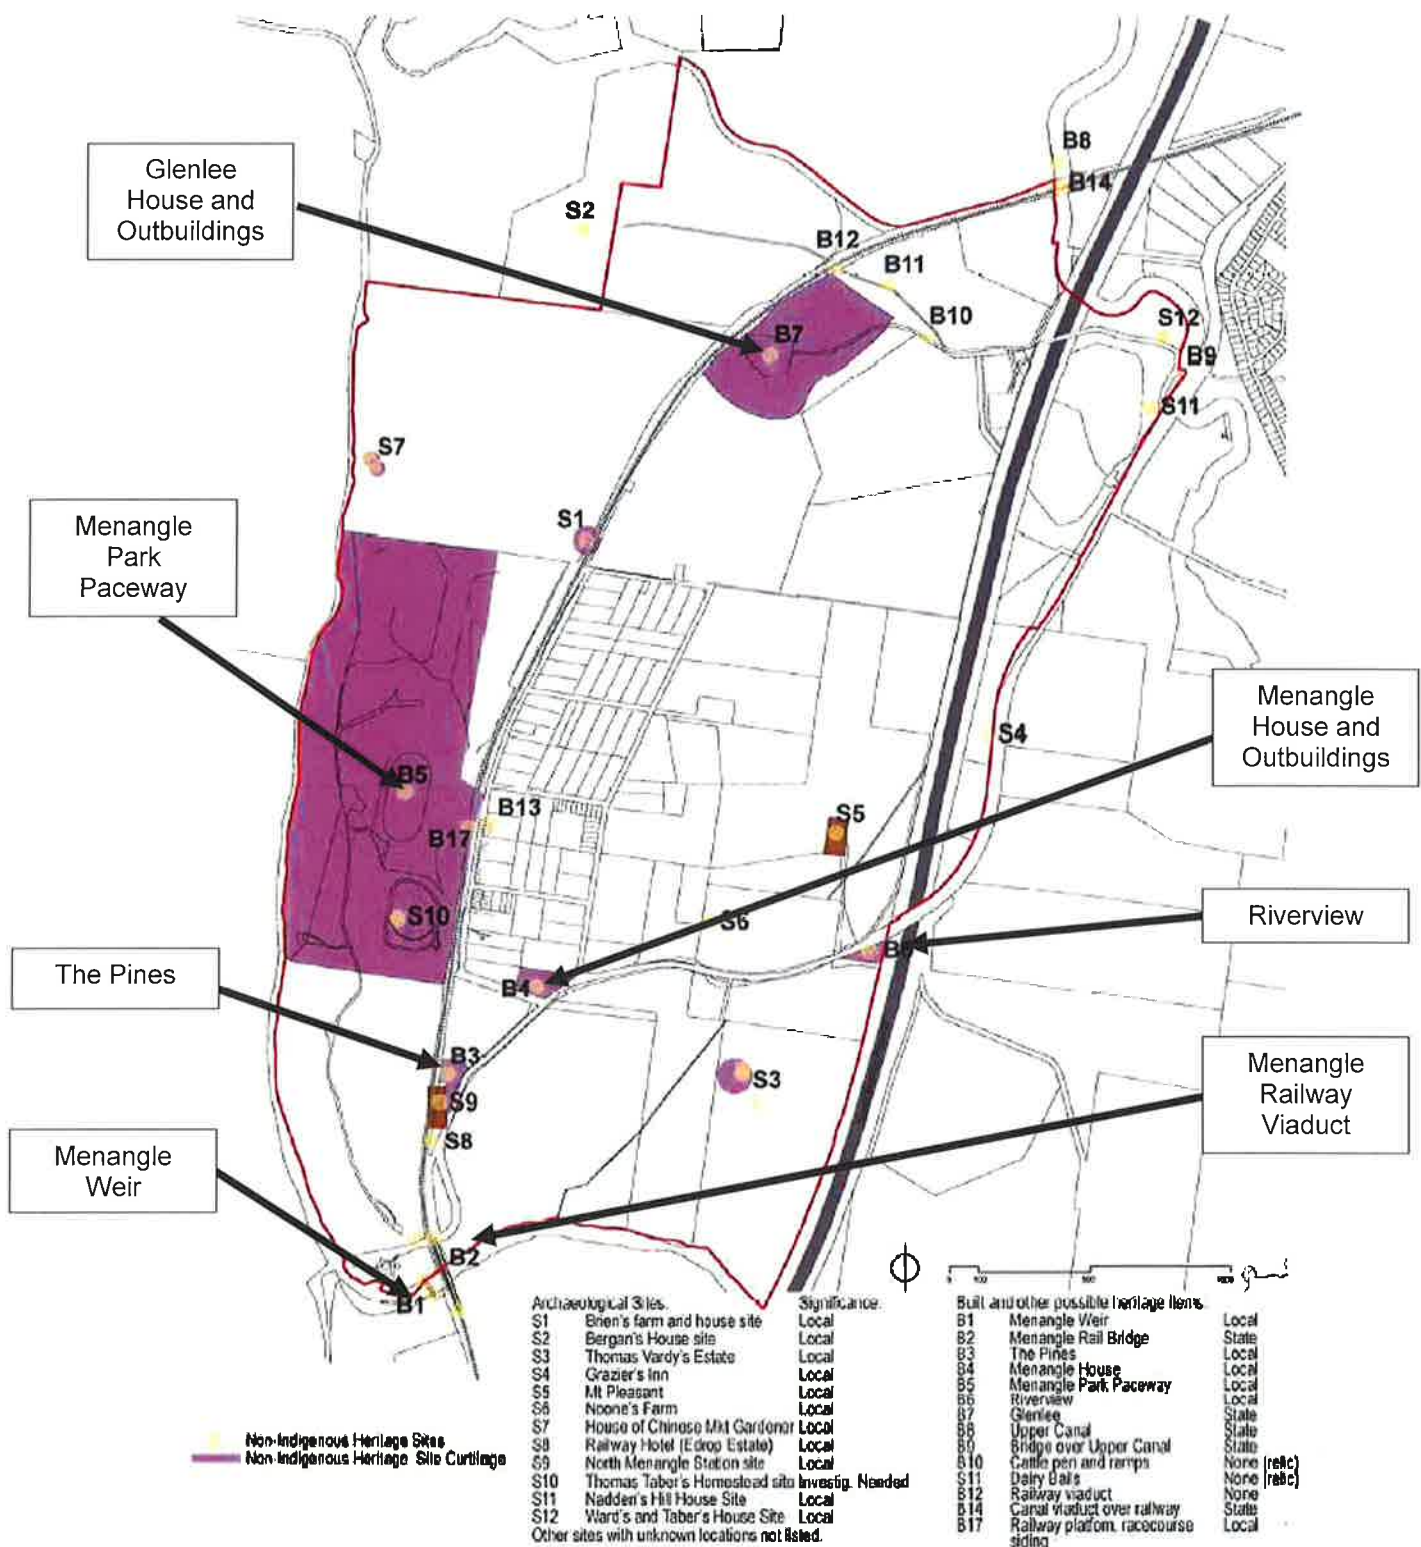 B8
B14
Glenlee
House and
Outbuildings
S2
B12
B11
B10
S12
B7
B9
S11
S7
Menangle
Park
Paceway
S1
Menangle
House and
Outbuildings
S4
B5
B13
S5
B17
S10
S6
Riverview
The Pines
B4
B3
S3
S9
S8
Menangle
Railway
Viaduct
Menangle
Weir
B2
B1
Archaeological Sites: Significance:
S1 Brien's farm and house site Local
S2 Bergan's House site Local
S3 Thomas Vardy's Estate Local
S4 Grazier's Inn Local
S5 Mt Pleasant Local
S6 Noone's Farm Local
S7 House of Chinese Mkt Gardener Local
S8 Railway Hotel (Edrop Estate) Local
S9 North Menangle Station site Local
S10 Thomas Taber's Homestead site Investig. Needed
S11 Nadden's Hill House Site Local
S12 Ward's and Taber's House Site Local
Other sites with unknown locations not listed.
Built and other possible heritage items
B1 Menangle Weir Local
B2 Menangle Rail Bridge State
B3 The Pines Local
B4 Menangle House Local
B5 Menangle Park Paceway Local
B6 Riverview Local
B7 Glenlee State
B8 Upper Canal State
B9 Bridge over Upper Canal State
B10 Cattle pen and ramps None (relic)
S11 Dairy Bails None (relic)
B12 Railway viaduct None
B14 Canal viaduct over railway State
B17 Railway platform, racecourse Local
siding
Non-Indigenous Heritage Sites
Non-Indigenous Heritage Site Curtilage